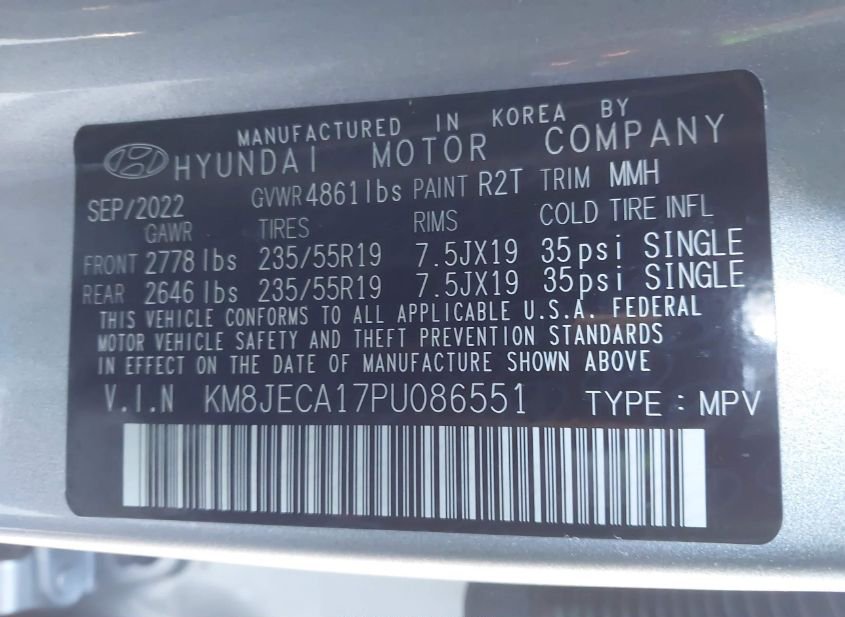 MANUFACTURED IN KOREA BY
HYUNDAI MOTOR COMPANY
SEP/2022 GVWR 4861lbs PAINT R2T TRIM MMH
GAWR TIRES RIMS COLD TIRE INFL
FRONT 2778 lbs 235/55R19 7.5JX19 35psi SINGLE
REAR 2646 lbs 235/55R19 7.5JX19 35psi SINGLE
THIS VEHICLE CONFORMS TO ALL APPLICABLE U.S.A. FEDERAL
MOTOR VEHICLE SAFETY AND THEFT PREVENTION STANDARDS
IN EFFECT ON THE DATE OF MANUFACTURE SHOWN ABOVE
V.I.N KM8JECA17PU086551 TYPE : MPV